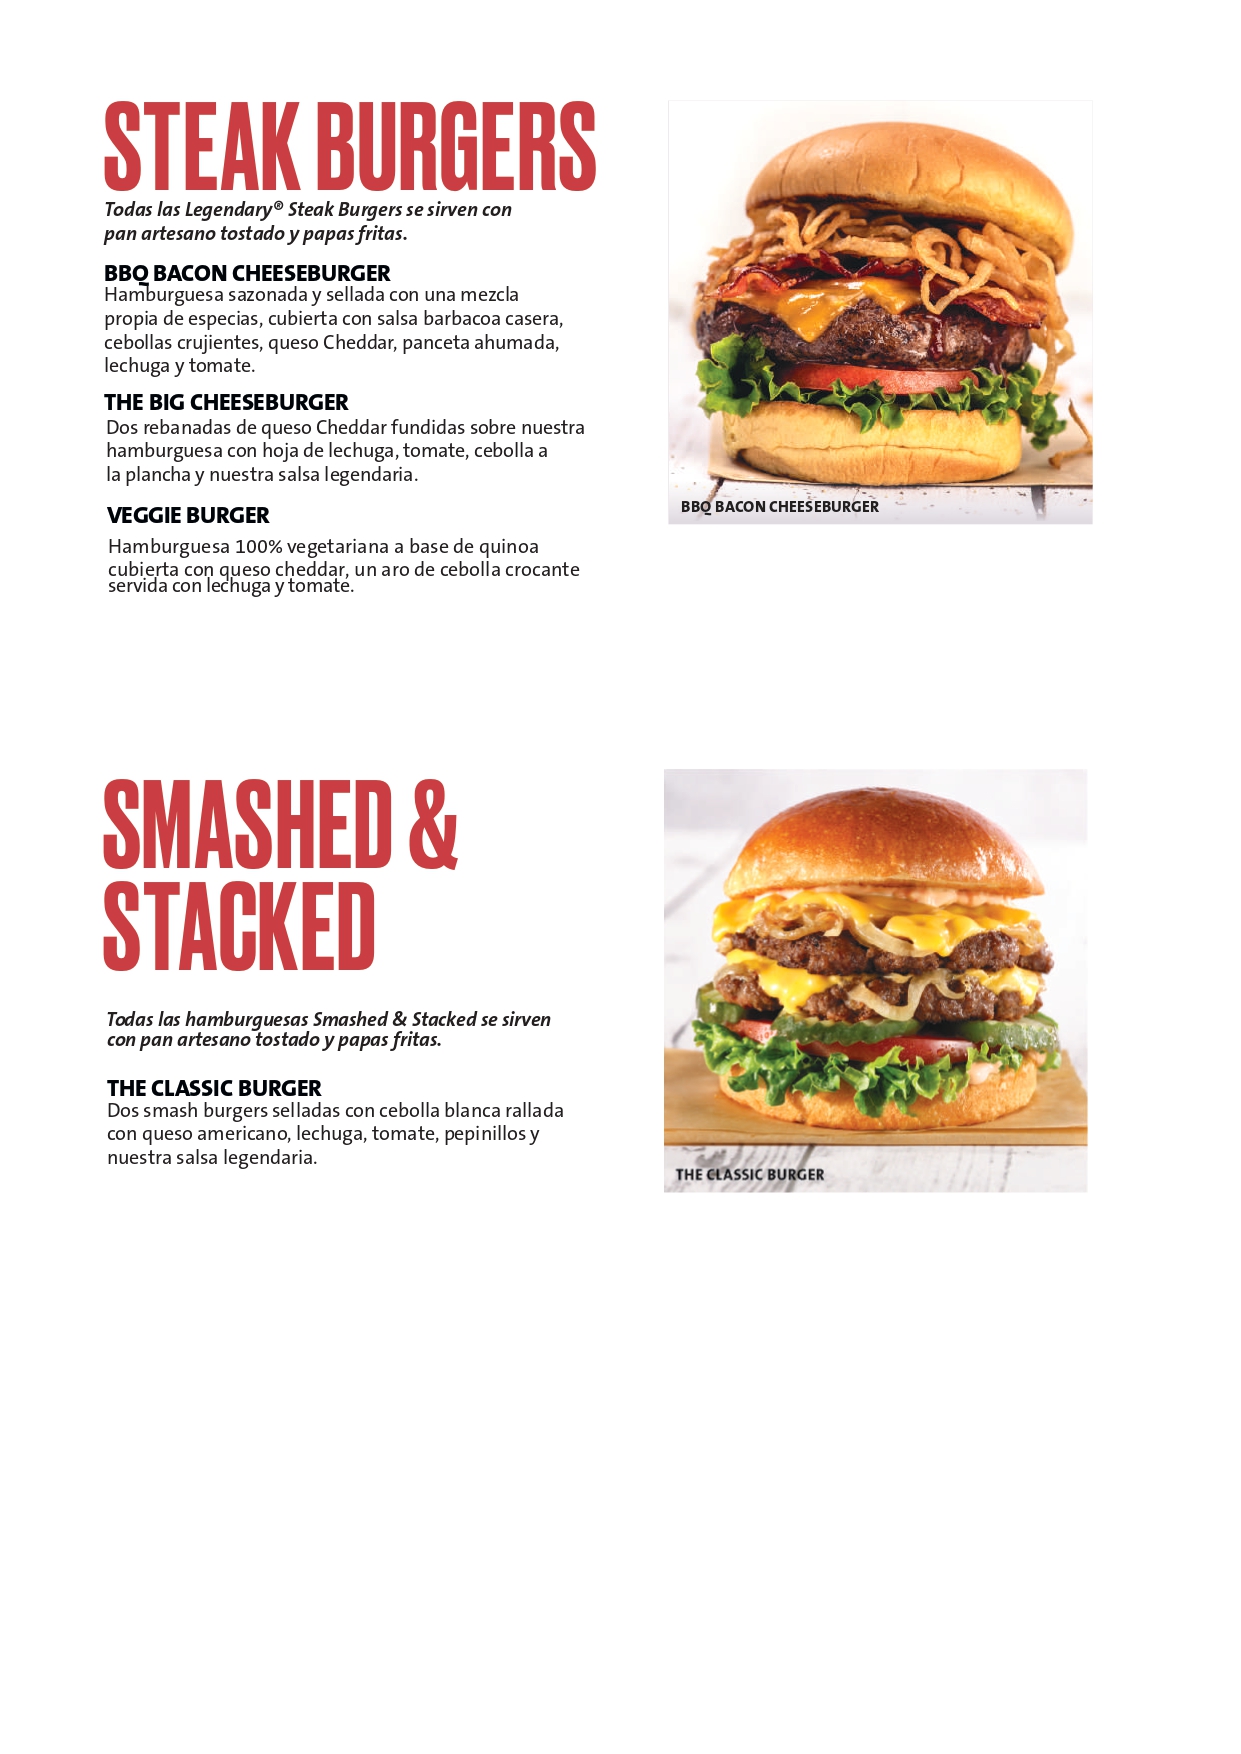 STEAK BURGERS
Todas las Legendary® Steak Burgers se sirven con
pan artesano tostado y papas fritas.
BBQ BACON CHEESEBURGER
Hamburguesa sazonada y sellada con una mezcla
propia de especias, cubierta con salsa barbacoa casera,
cebollas crujientes, queso Cheddar, panceta ahumada,
lechuga y tomate.
THE BIG CHEESEBURGER
Dos rebanadas de queso Cheddar fundidas sobre nuestra
hamburguesa con hoja de lechuga, tomate, cebolla a
la plancha y nuestra salsa legendaria.
VEGGIE BURGER
Hamburguesa 100% vegetariana a base de quinoa
cubierta con queso cheddar, un aro de cebolla crocante
servida con lechuga y tomate.
BBQ BACON CHEESEBURGER
SMASHED &
STACKED
Todas las hamburguesas Smashed & Stacked se sirven
con pan artesano tostado y papas fritas.
THE CLASSIC BURGER
Dos smash burgers selladas con cebolla blanca rallada
con queso americano, lechuga, tomate, pepinillos y
nuestra salsa legendaria.
THE CLASSIC BURGER